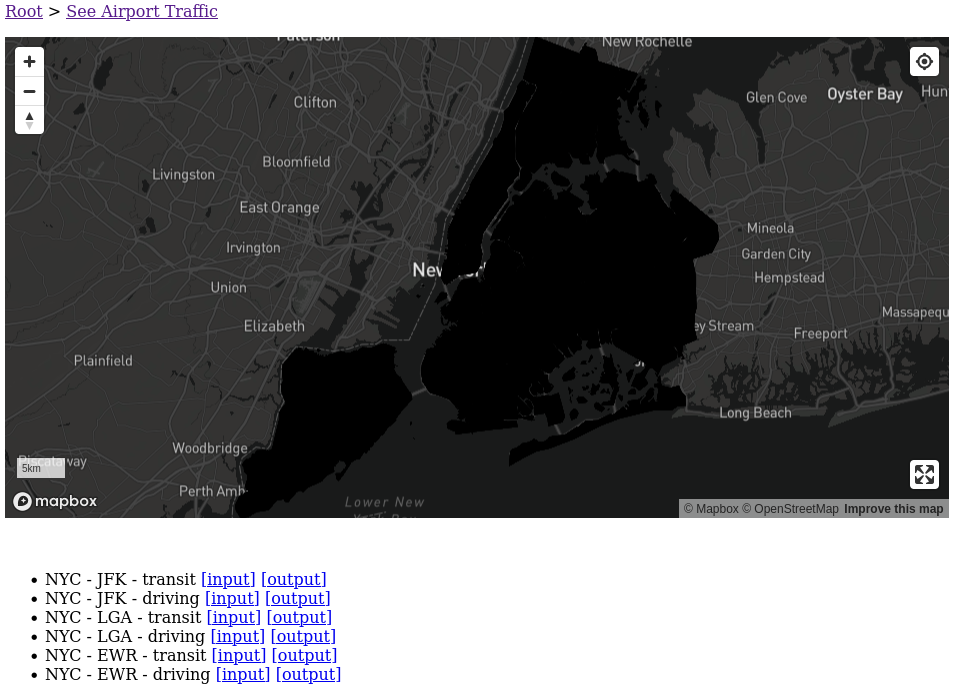 Root > See Airport Traffic
Paterson
New Rochelle
Clifton
Glen Cove
Oyster Bay
Hun
Livingston
Bloomfield
East Orange
Mineola
Irvington
Garden City
New York
Hempstead
Union
Massapequ
Elizabeth
ey Stream
Freeport
Plainfield
Long Beach
Woodbridge
Piscataway
5km
Perth Amb
Lower New
York Bay
mapbox
© Mapbox © OpenStreetMap Improve this map
NYC - JFK - transit [input] [output]
NYC - JFK - driving [input] [output]
NYC - LGA - transit [input] [output]
NYC - LGA - driving [input] [output]
NYC - EWR - transit [input] [output]
NYC - EWR - driving [input] [output]